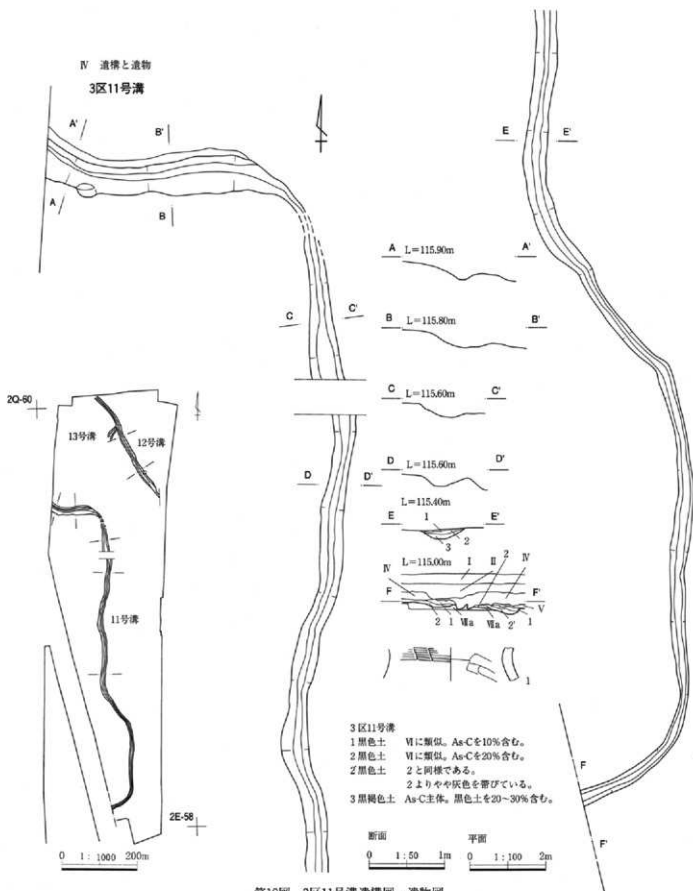 Ⅳ 遺構と遺物
3区11号溝
A'
B'
A
B
C
C'
D
D'
E
E'
F
F'
A L=115.90m A'
B L=115.80m B'
C L=115.60m C'
D L=115.60m D'
L=115.40m
E E'
1
2
3
L=115.00m
Ⅰ
Ⅱ
2
Ⅳ
Ⅳ
F
F'
Ⅴ
2 1 Ⅶa Ⅶa 2' 1
1
2Q-60
13号溝
12号溝
11号溝
2E-58
0 1:1000 200m
3区11号溝
1 黒色土 Ⅵに類似。As-Cを10%含む。
2 黒色土 Ⅵに類似。As-Cを20%含む。
2'黒色土 2と同様である。
2よりやや灰色を帯びている。
3 黒褐色土 As-C主体。黒色土を20~30%含む。
断面
0 1:50 1m
平面
0 1:100 2m